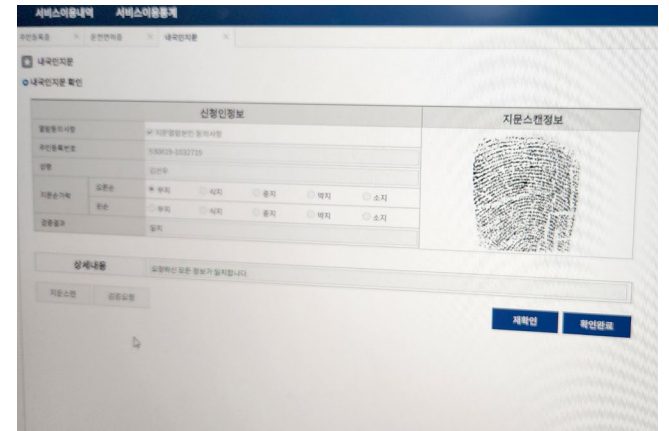 서비스이용내역 서비스이용통계
주민등록증 × 운전면허증 × 내국인지문 ×
내국인지문
내국인지문 확인
신청인정보 지문스캔정보
열람동의사항 지문열람본인 동의사항
주민등록번호
성명 김선우
지문손가락 오른손 무지 식지 중지 약지 소지
왼손 무지 식지 중지 약지 소지
검증결과 일치
상세내용 요청하신 모든 정보가 일치합니다.
지문스캔 검증요청
재확인 확인완료